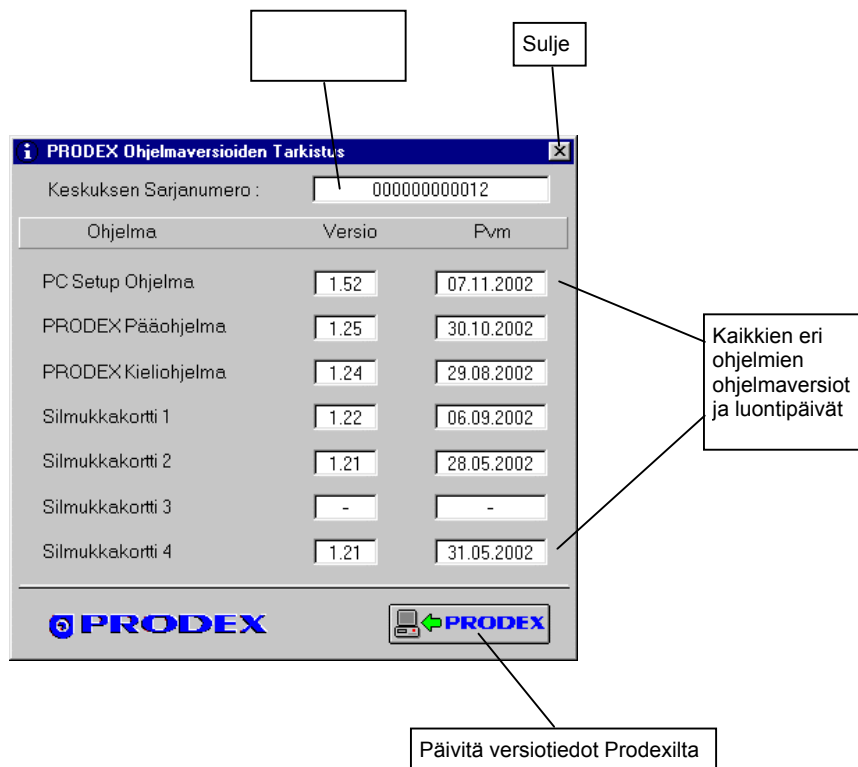 Sulje
PRODEX Ohjelmaversioiden Tarkistus
Keskuksen Sarjanumero : 000000000012
Ohjelma Versio Pvm
PC Setup Ohjelma 1.52 07.11.2002
PRODEX Pääohjelma 1.25 30.10.2002
PRODEX Kieliohjelma 1.24 29.08.2002
Silmukkakortti 1 1.22 06.09.2002
Silmukkakortti 2 1.21 28.05.2002
Silmukkakortti 3 - -
Silmukkakortti 4 1.21 31.05.2002
PRODEX PRODEX
Kaikkien eri
ohjelmien
ohjelmaversiot
ja luontipäivät
Päivitä versiotiedot Prodexilta